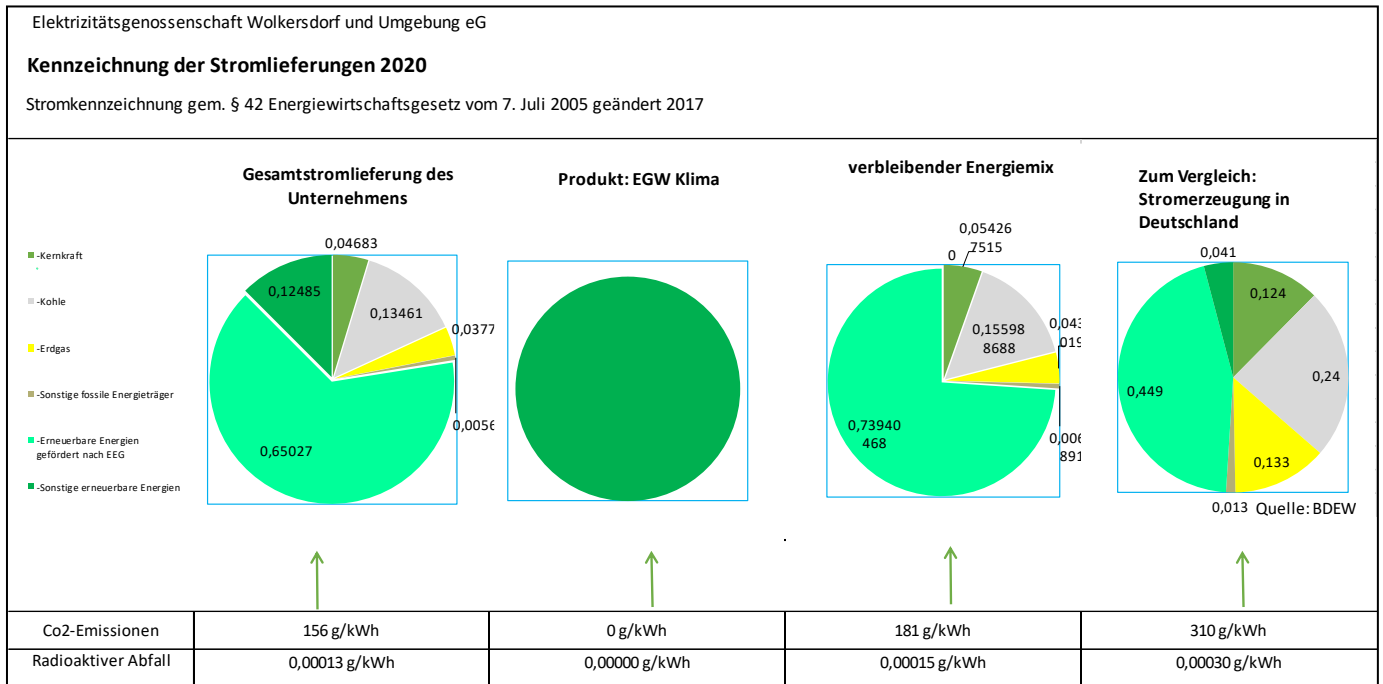 Elektrizitätsgenossenschaft Wolkersdorf und Umgebung eG
Kennzeichnung der Stromlieferungen 2020
Stromkennzeichnung gem. § 42 Energiewirtschaftsgesetz vom 7. Juli 2005 geändert 2017
-Kernkraft
-Kohle
-Erdgas
-Sonstige fossile Energieträger
-Erneuerbare Energien
gefördert nach EEG
-Sonstige erneuerbare Energien
Gesamtstromlieferung des
Unternehmens
0,04683
0,12485
0,13461
0,0377
0,0056
0,65027
Produkt: EGW Klima
verbleibender Energiemix
0,05426
7515
0
0,15598
8688
0,043
019
0,73940
468
0,006
891
Zum Vergleich:
Stromerzeugung in
Deutschland
0,041
0,124
0,24
0,449
0,133
0,013
Quelle: BDEW
Co2-Emissionen 156 g/kWh 0 g/kWh 181 g/kWh 310 g/kWh
Radioaktiver Abfall 0,00013 g/kWh 0,00000 g/kWh 0,00015 g/kWh 0,00030 g/kWh